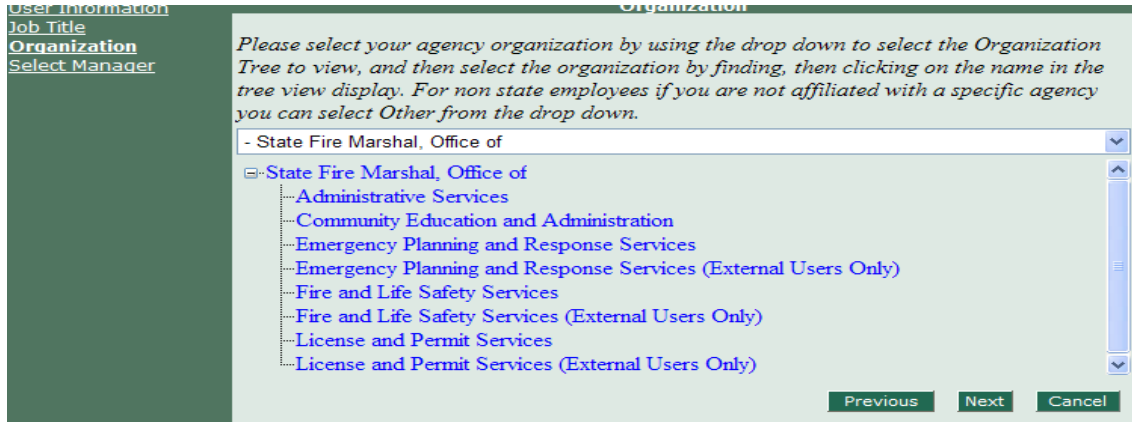 User Information
Organization
Job Title
Organization
Select Manager
Please select your agency organization by using the drop down to select the Organization
Tree to view, and then select the organization by finding, then clicking on the name in the
tree view display. For non state employees if you are not affiliated with a specific agency
you can select Other from the drop down.
- State Fire Marshal, Office of
State Fire Marshal, Office of
Administrative Services
Community Education and Administration
Emergency Planning and Response Services
Emergency Planning and Response Services (External Users Only)
Fire and Life Safety Services
Fire and Life Safety Services (External Users Only)
License and Permit Services
License and Permit Services (External Users Only)
Previous Next Cancel